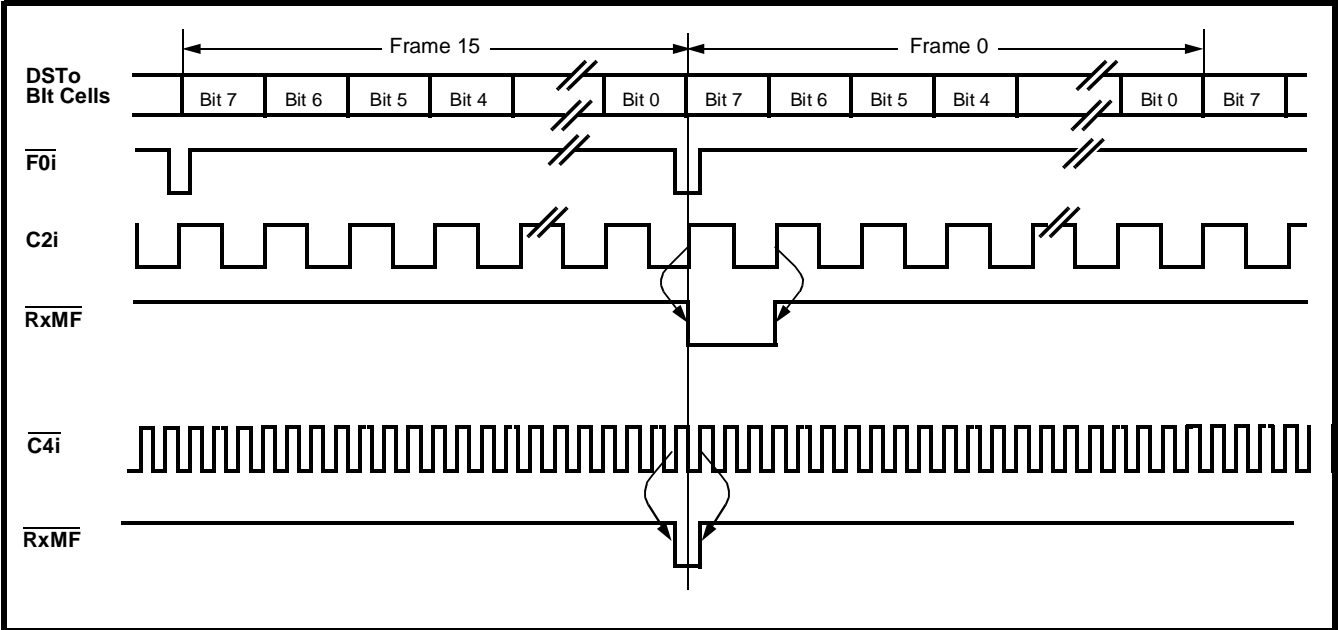 Frame 15
Frame 0
DSTo
BIt Cells
Bit 7
Bit 6
Bit 5
Bit 4
Bit 0
Bit 7
Bit 6
Bit 5
Bit 4
Bit 0
Bit 7
F0i
C2i
RxMF
C4i
RxMF